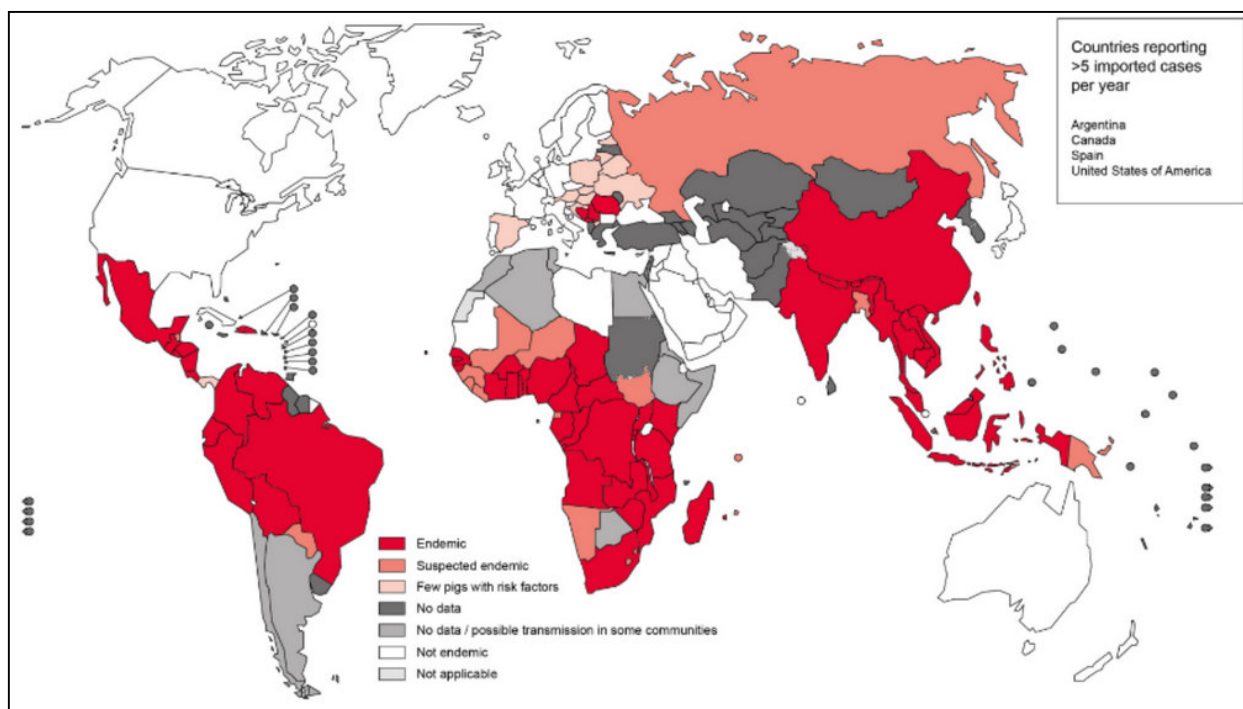 Countries reporting
>5 imported cases
per year
Argentina
Canada
Spain
United States of America
Endemic
Suspected endemic
Few pigs with risk factors
No data
No data / possible transmission in some communities
Not endemic
Not applicable